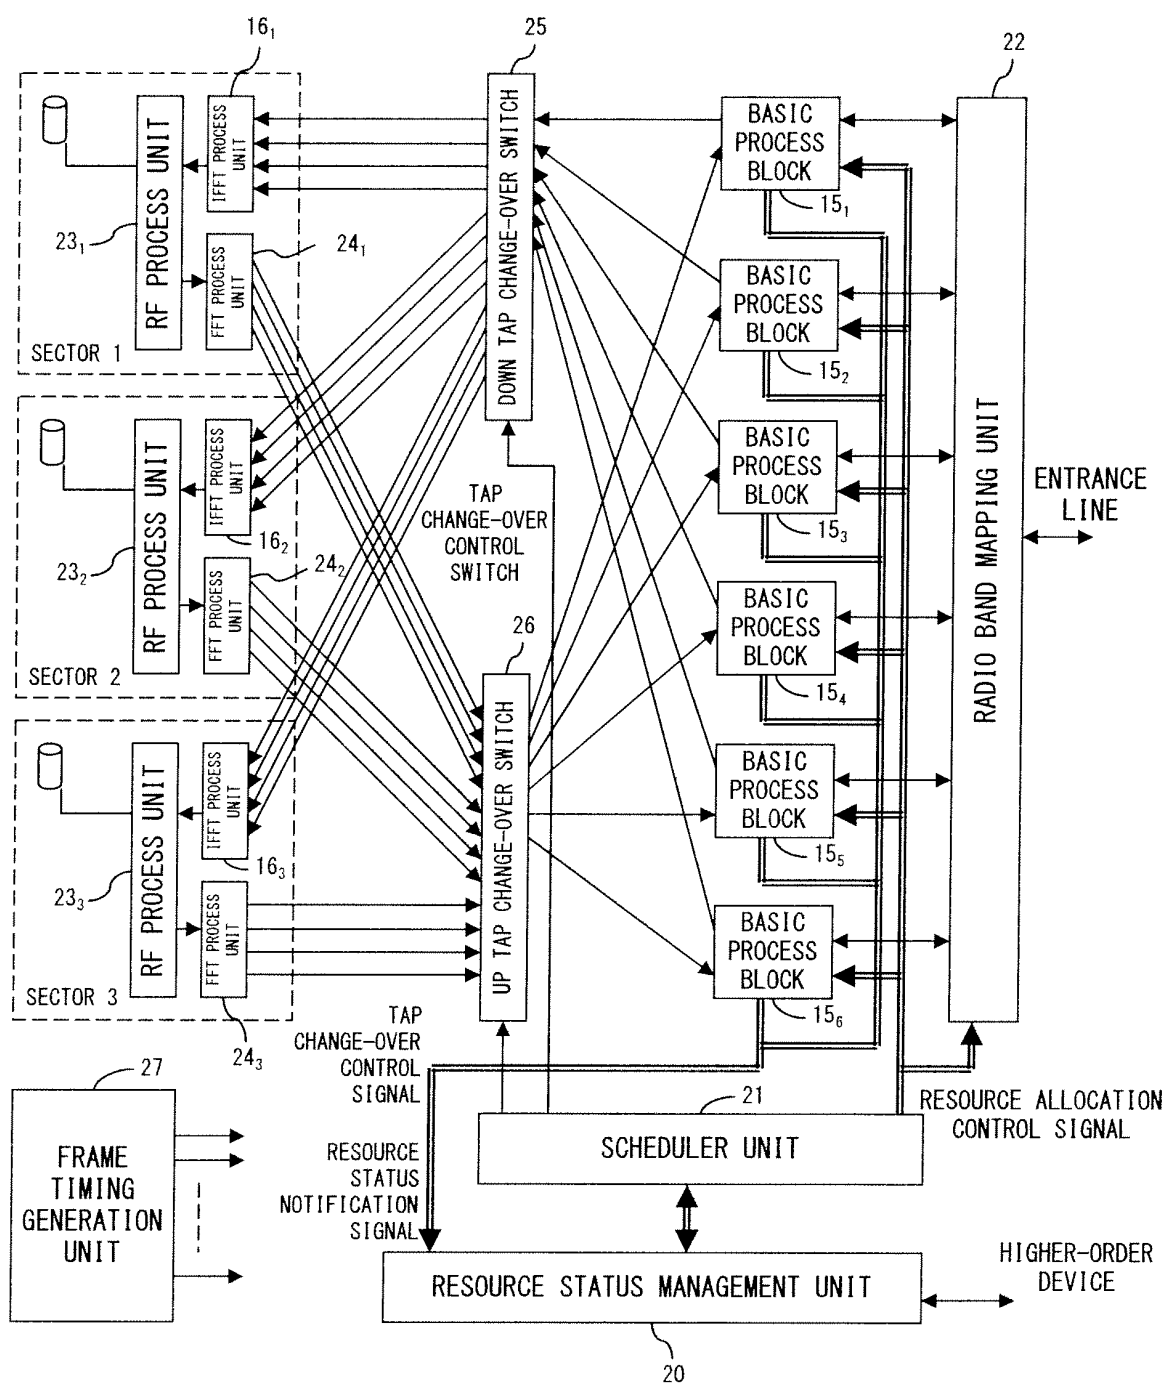 16₁
25
22
IFFT PROCESS
UNIT
RF PROCESS UNIT
23₁
24₁
FFT PROCESS
UNIT
SECTOR 1
DOWN TAP CHANGE-OVER SWITCH
BASIC
PROCESS
BLOCK
15₁
BASIC
PROCESS
BLOCK
15₂
BASIC
PROCESS
BLOCK
15₃
BASIC
PROCESS
BLOCK
15₄
BASIC
PROCESS
BLOCK
15₅
BASIC
PROCESS
BLOCK
15₆
RADIO BAND MAPPING UNIT
ENTRANCE
LINE
IFFT PROCESS
UNIT
16₂
RF PROCESS UNIT
23₂
24₂
FFT PROCESS
UNIT
SECTOR 2
TAP
CHANGE-OVER
CONTROL
SWITCH
26
UP TAP CHANGE-OVER SWITCH
IFFT PROCESS
UNIT
16₃
RF PROCESS UNIT
23₃
FFT PROCESS
UNIT
24₃
SECTOR 3
TAP
CHANGE-OVER
CONTROL
SIGNAL
27
FRAME
TIMING
GENERATION
UNIT
RESOURCE
STATUS
NOTIFICATION
SIGNAL
21
SCHEDULER UNIT
RESOURCE ALLOCATION
CONTROL SIGNAL
RESOURCE STATUS MANAGEMENT UNIT
20
HIGHER-ORDER
DEVICE